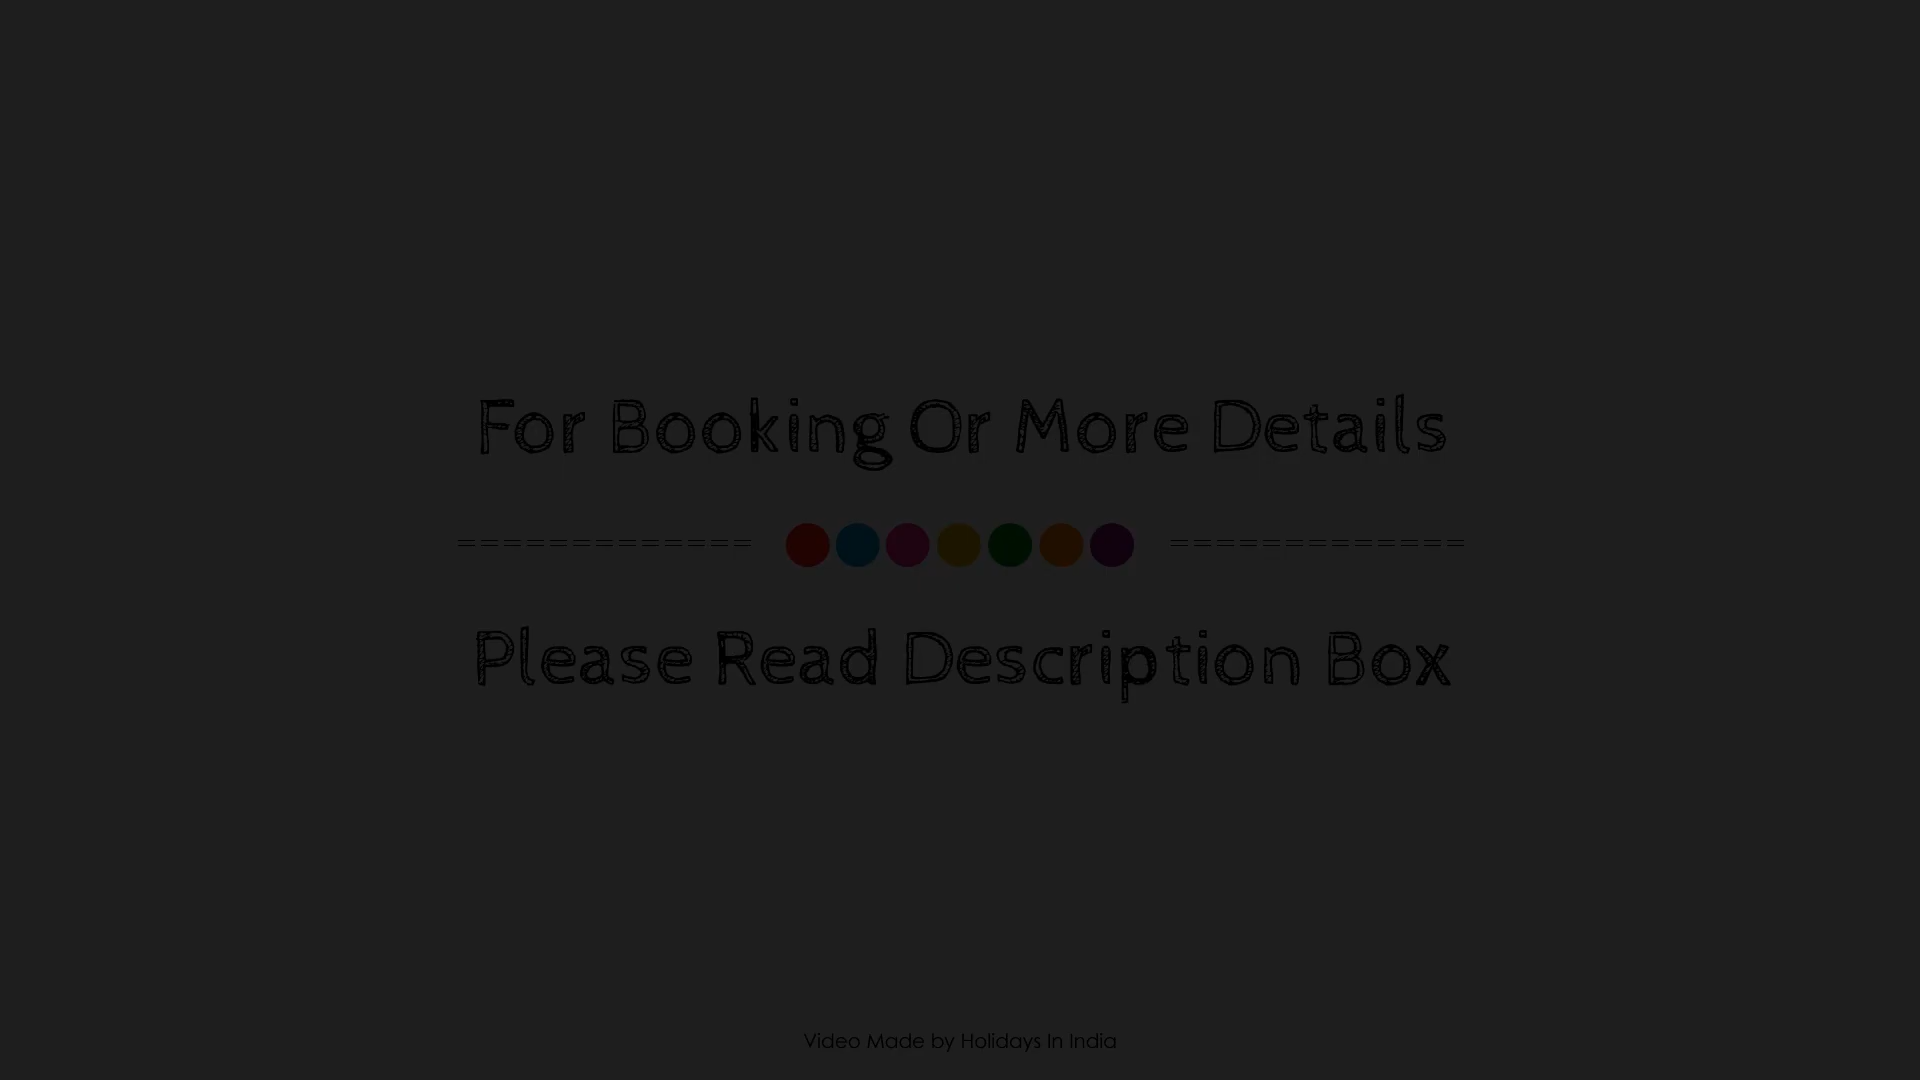 For Booking Or More Details
============= =============
Please Read Description Box
Video Made by Holidays In India